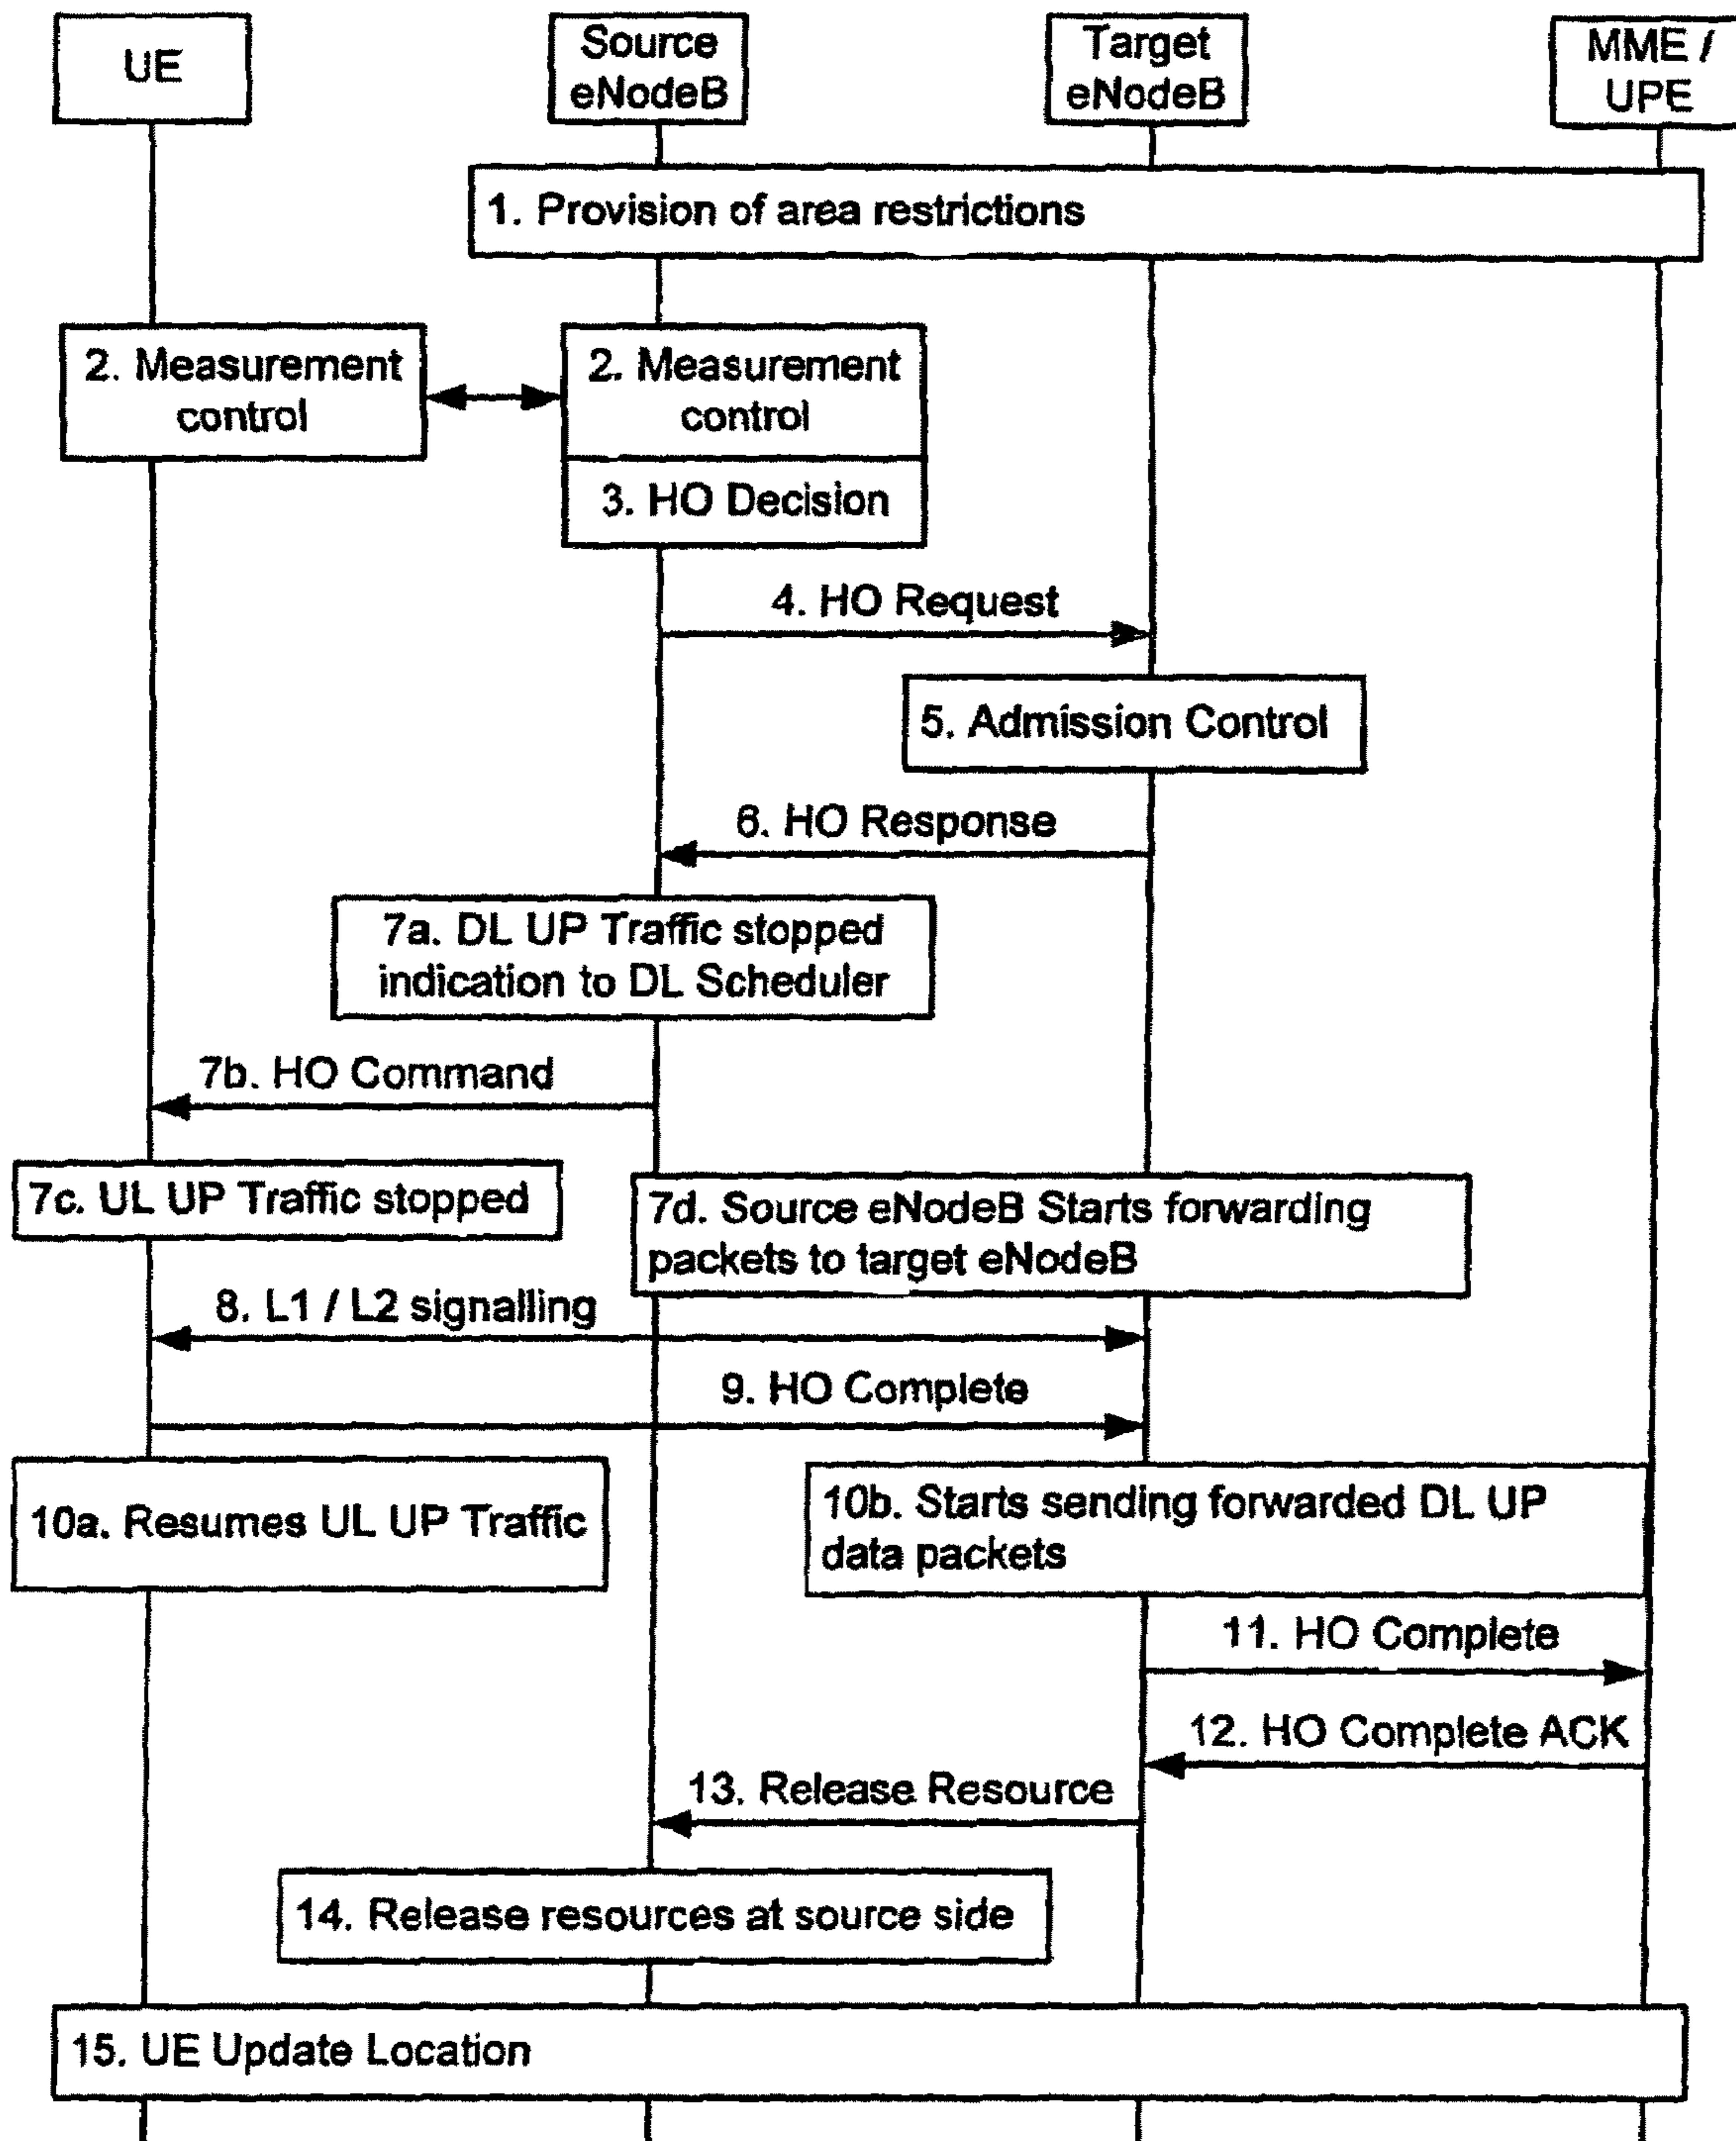 UE
Source
eNodeB
Target
eNodeB
MME /
UPE
1. Provision of area restrictions
2. Measurement
control
2. Measurement
control
3. HO Decision
4. HO Request
5. Admission Control
6. HO Response
7a. DL UP Traffic stopped
indication to DL Scheduler
7b. HO Command
7c. UL UP Traffic stopped
7d. Source eNodeB Starts forwarding
packets to target eNodeB
8. L1 / L2 signalling
9. HO Complete
10a. Resumes UL UP Traffic
10b. Starts sending forwarded DL UP
data packets
11. HO Complete
12. HO Complete ACK
13. Release Resource
14. Release resources at source side
15. UE Update Location